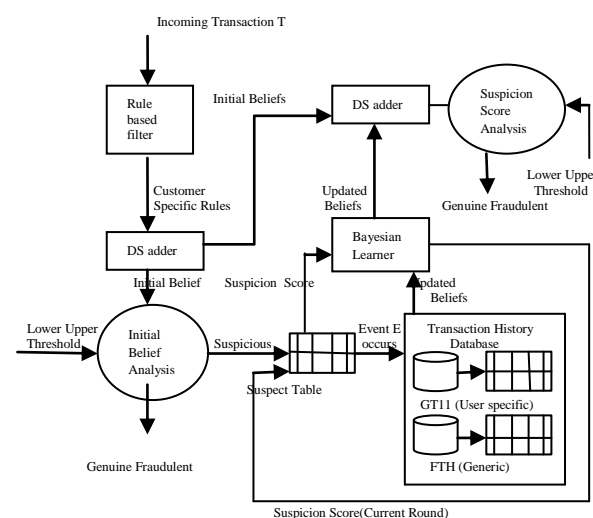 Incoming Transaction T
Rule
based
filter
Initial Beliefs
DS adder
Suspicion
Score
Analysis
Customer
Specific Rules
Updated
Beliefs
Lower Uppe
Threshold
Genuine Fraudulent
DS adder
Bayesian
Learner
Initial Belief
Suspicion Score
Updated
Beliefs
Lower Upper
Threshold
Initial
Belief
Analysis
Suspicious
Event E
occurs
Transaction History
Database
Suspect Table
GT11 (User specific)
FTH (Generic)
Genuine Fraudulent
Suspicion Score(Current Round)